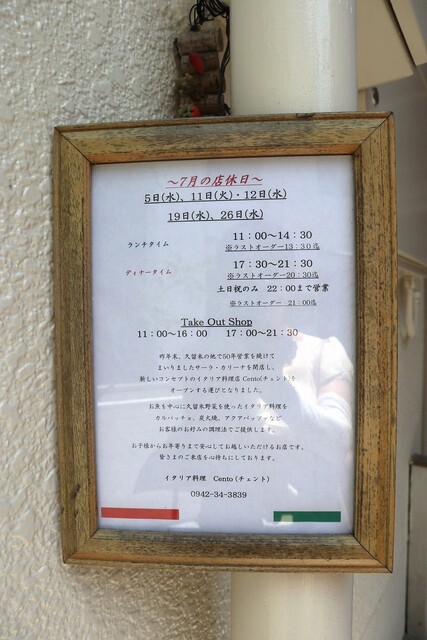 ～7月の店休日～
5日(水)、11日(火)・12日(水)
19日(水)、26日(水)
ランチタイム 11：00～14：30
※ラストオーダー13：30迄
ディナータイム 17：30～21：30
※ラストオーダー20：30迄
土日祝のみ 22：00まで営業
※ラストオーダー 21：00迄
Take Out Shop
11：00～16：00 17：00～21：30
昨年末、久留米の地で50年営業を続けて
まいりましたサーラ・カリーナを閉店し、
新しいコンセプトのイタリア料理店 Cento(チェント)を
オープンする運びとなりました。
お魚を中心に久留米野菜を使ったイタリア料理を
カルパッチョ、炭火焼、アクアパッツァなど
お客様のお好みの調理法でご提供します。
お子様からお年寄りまで安心してお越しいただけるお店です。
皆さまのご来店を心待ちにしております。
イタリア料理 Cento (チェント)
0942-34-3839